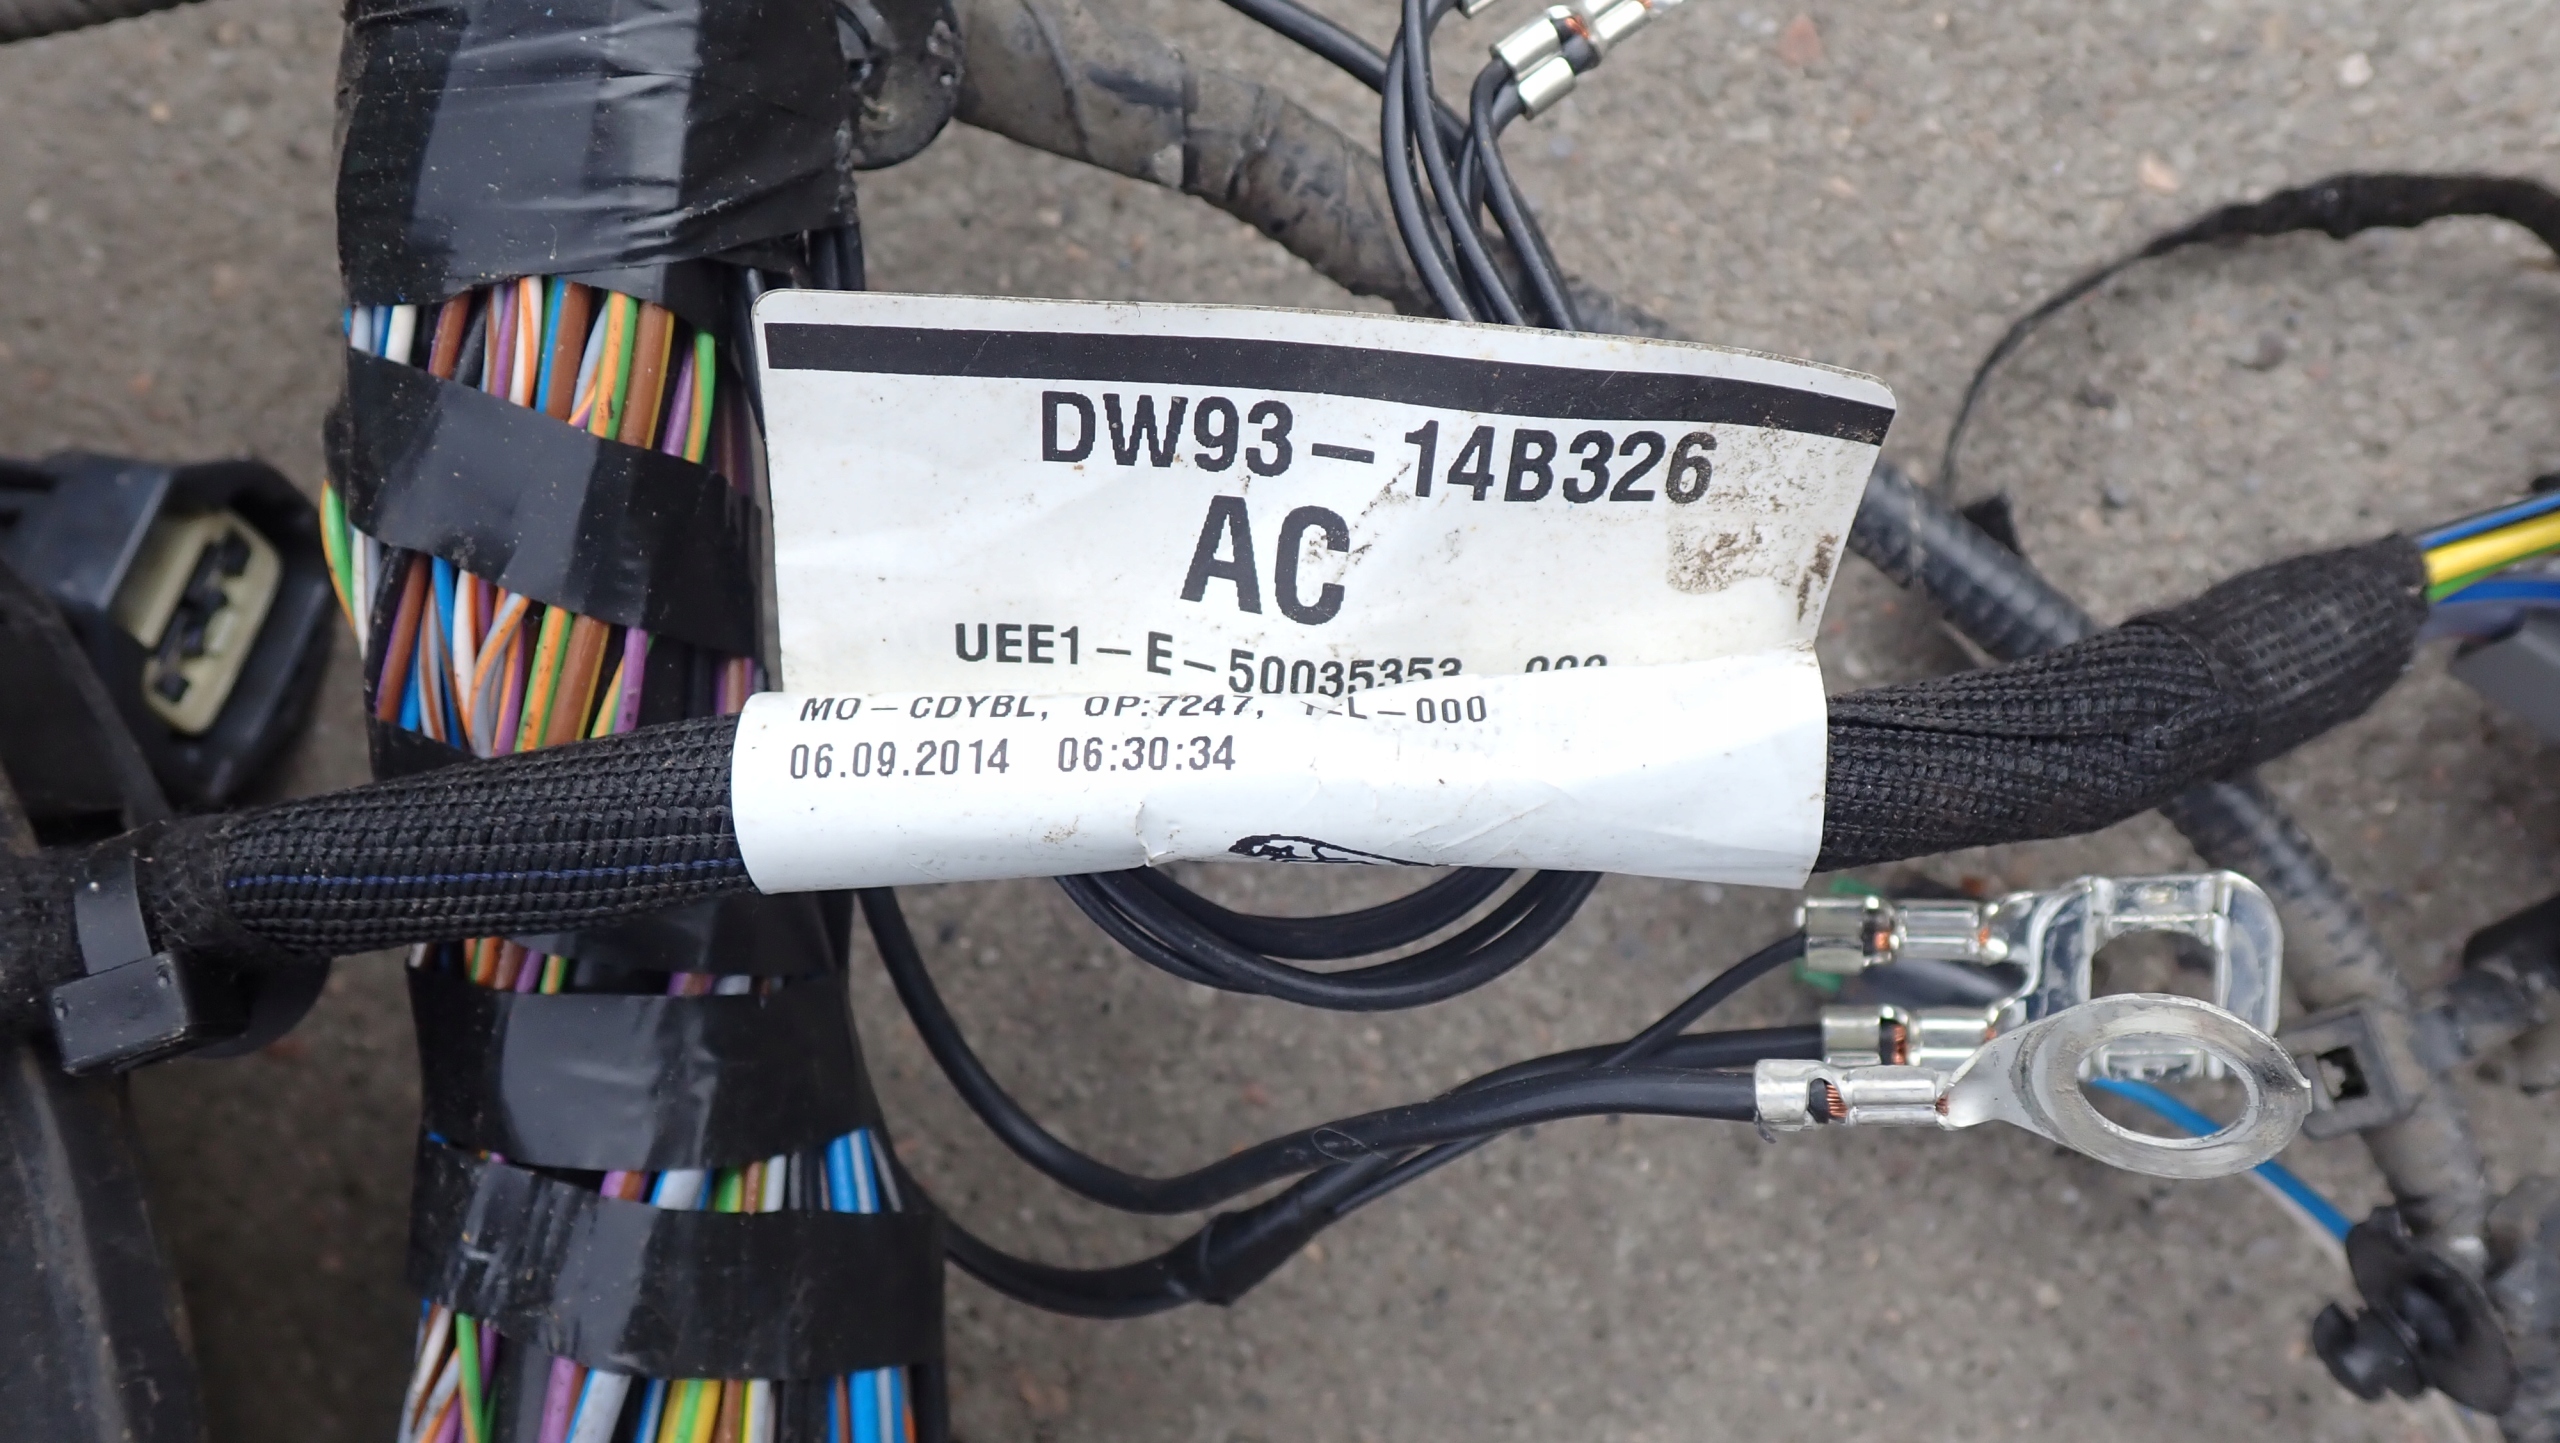 DW93-14B326
AC
UEE1-E-50035353
MO-CDYBL, OP:7247,
06.09.2014 06:30:34